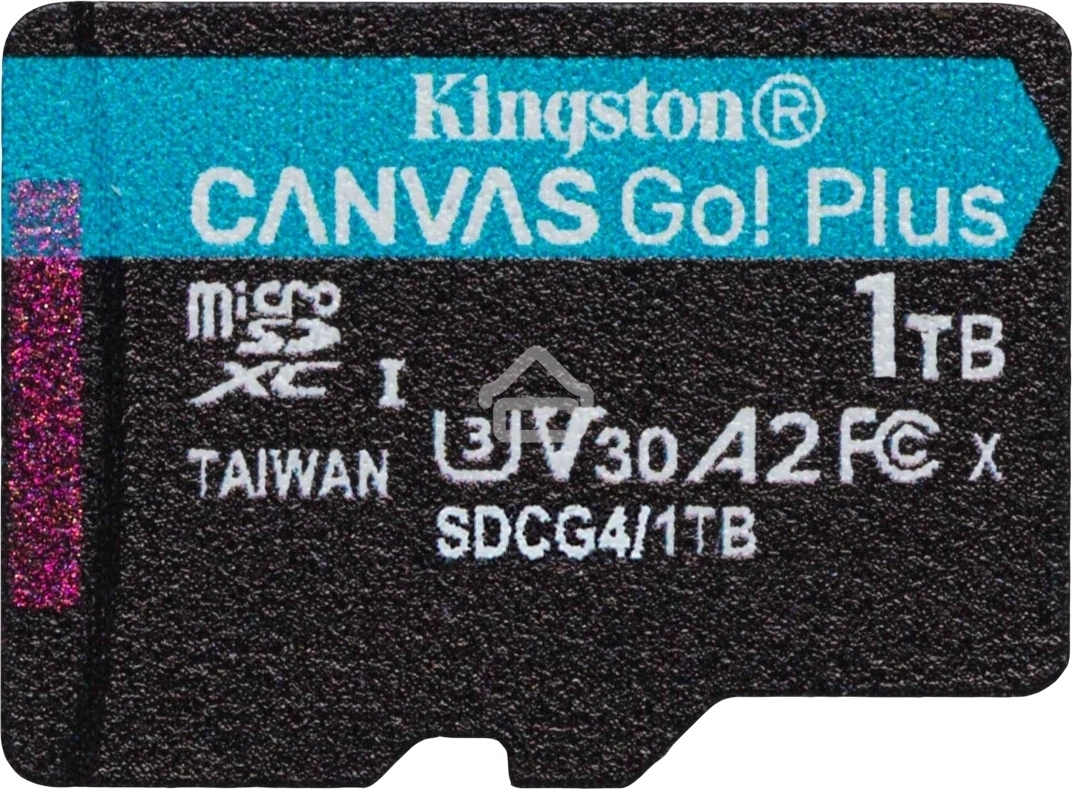 Kingston®
CANVAS Go! Plus
micro
SD
XC I
1TB
U3 V30 A2 FC X
TAIWAN
SDCG4/1TB